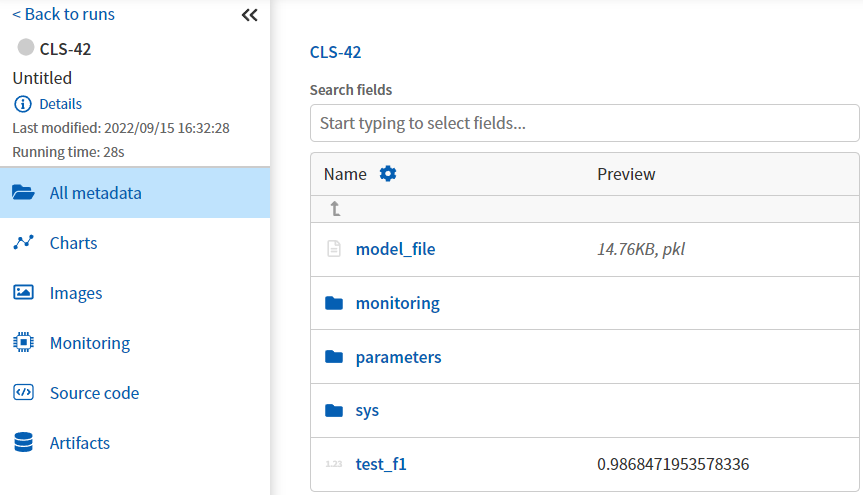 < Back to runs
CLS-42
Untitled
Details
Last modified: 2022/09/15 16:32:28
Running time: 28s
All metadata
Charts
Images
Monitoring
Source code
Artifacts
CLS-42
Search fields
Start typing to select fields...
Name Preview
model_file 14.76KB, pkl
monitoring
parameters
sys
1.23 test_f1 0.9868471953578336